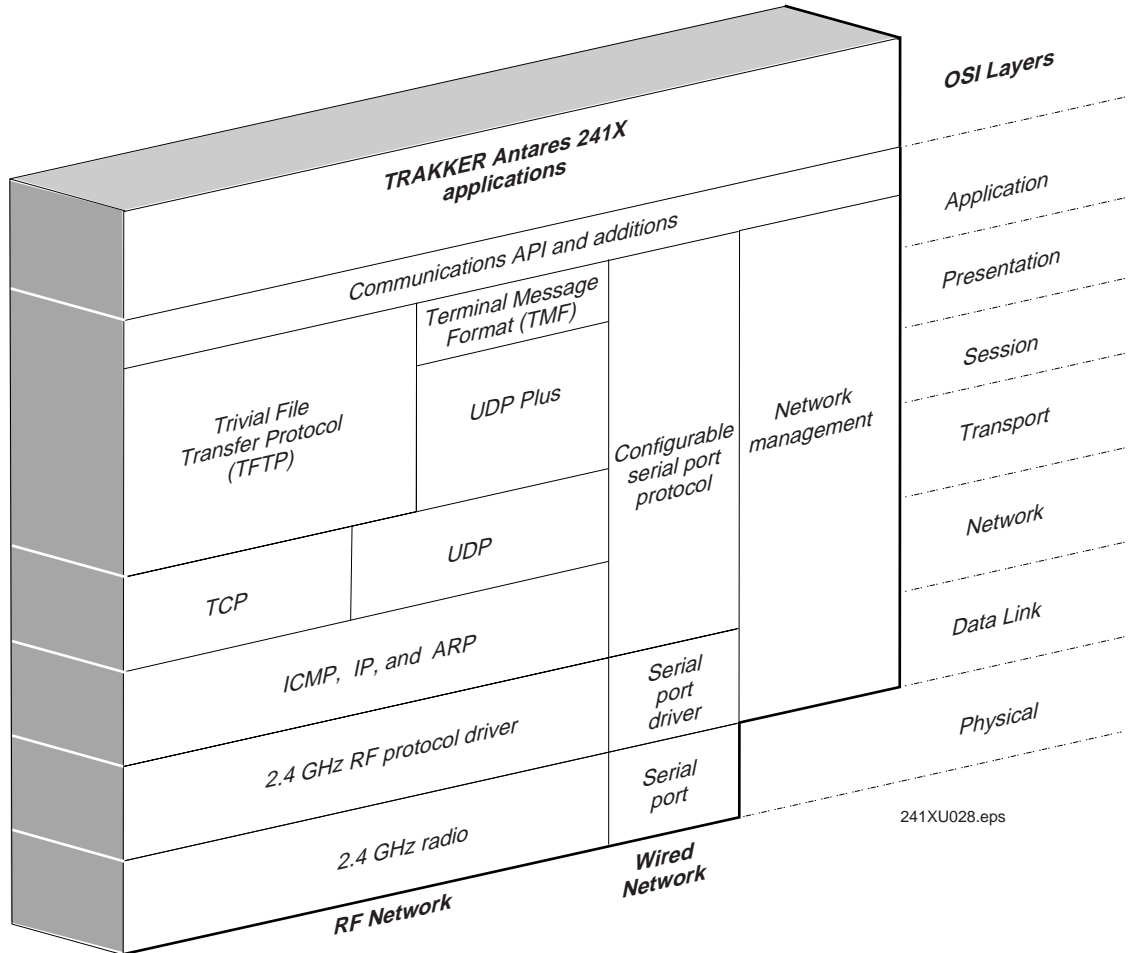 OSI Layers
TRAKKER Antares 241X
applications
Application
Communications API and additions
Presentation
Terminal Message
Format (TMF)
Session
Trivial File
Transfer Protocol
(TFTP)
UDP Plus
Configurable
serial port
protocol
Network
management
Transport
Network
TCP
UDP
Data Link
ICMP, IP, and ARP
Serial
port
driver
Physical
2.4 GHz RF protocol driver
Serial
port
2.4 GHz radio
241XU028.eps
Wired
Network
RF Network